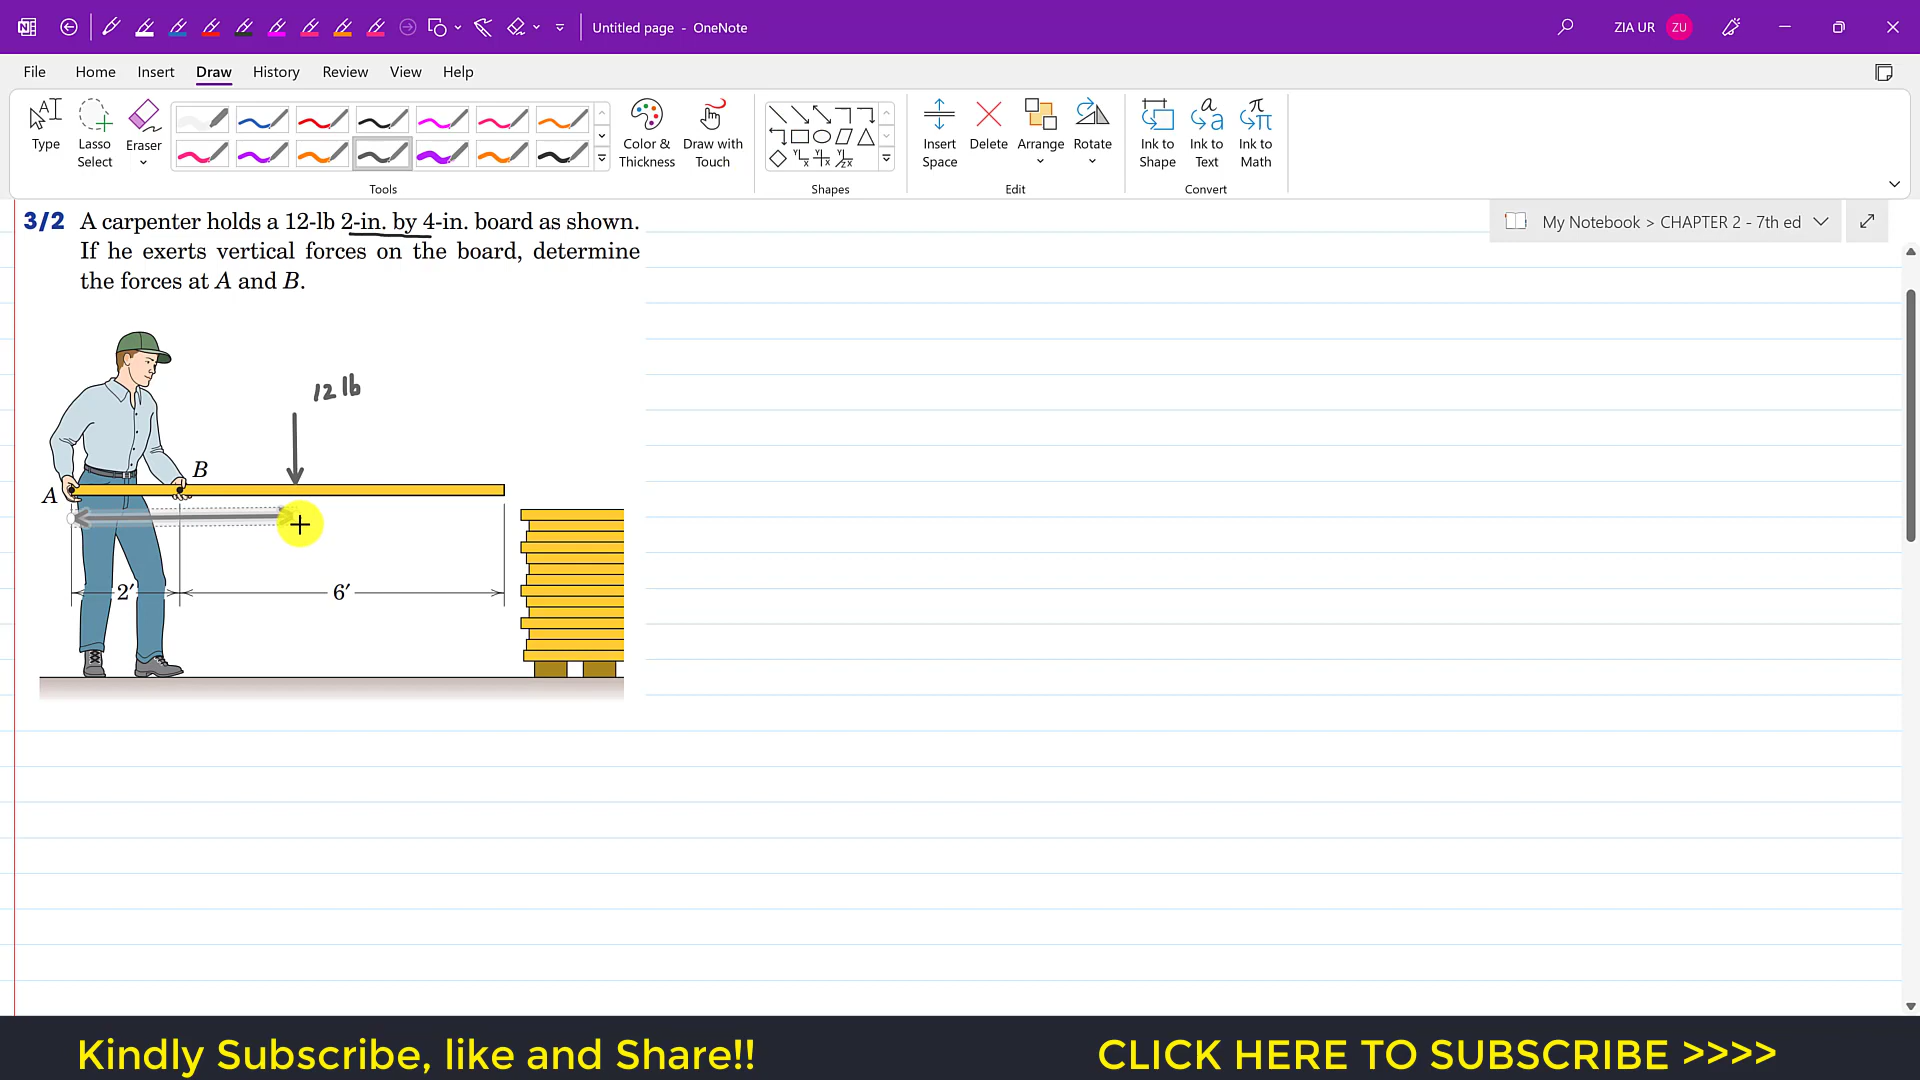 Untitled page - OneNote
ZIA UR
ZU
File Home Insert Draw History Review View Help
Type
Lasso Select
Eraser
Color & Thickness
Draw with Touch
Insert Space
Delete
Arrange
Rotate
Ink to Shape
Ink to Text
Ink to Math
Tools
Shapes
Edit
Convert
My Notebook > CHAPTER 2 - 7th ed
3/2 A carpenter holds a 12-lb 2-in. by 4-in. board as shown.
If he exerts vertical forces on the board, determine
the forces at A and B.
12 lb
B
A
2′
6′
Kindly Subscribe, like and Share!!
CLICK HERE TO SUBSCRIBE >>>>